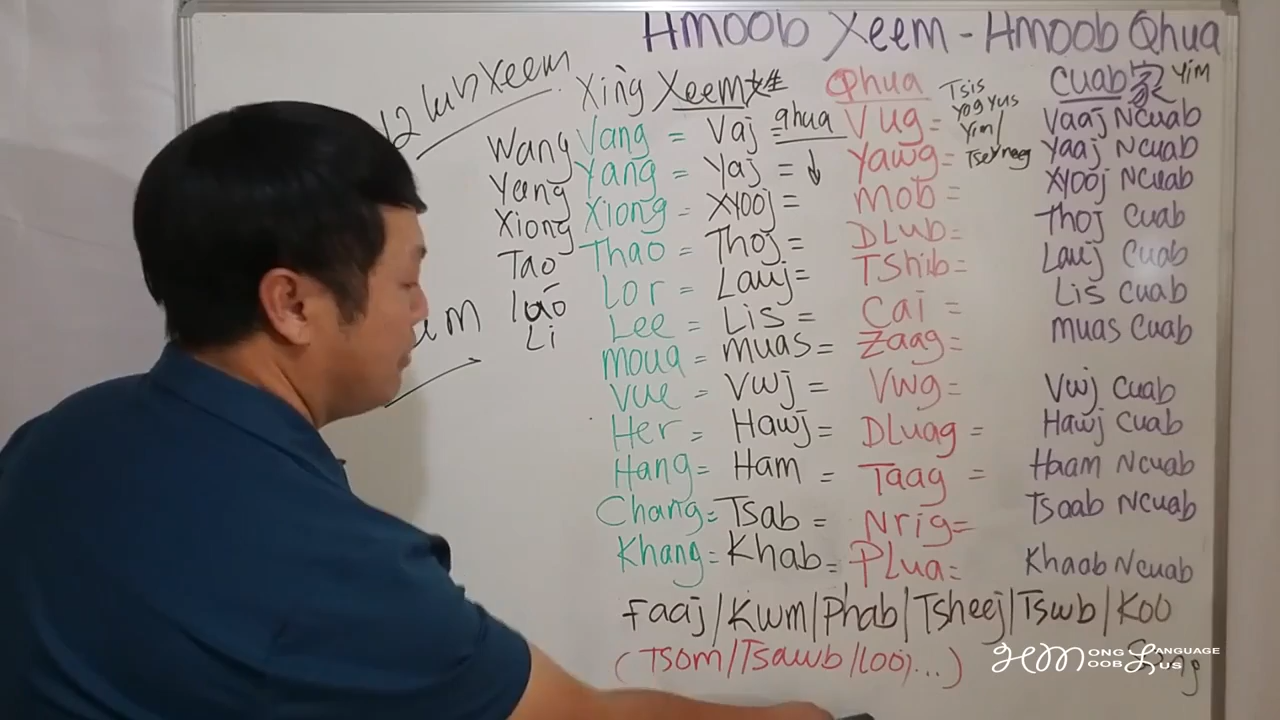 Hmoob Xeem - Hmoob Qhua
12 lub Xeem
Xing Xeem 姓 Qhua Tsis Yog Yus Yim/ Cuab 家 Yim
Wang Vang = Vaj = qhua Vug = Vaaj Ncuab
Yang Yang = Yaj = ↓ Yawg = Yaaj Ncuab
Xiong Xiong = Xyooj = Mob = Xyooj Ncuab
Tao Thao = Thoj = DLub = Thoj Cuab
láo Lor = Lauj = Tshib = Lauj Cuab
Li Lee = Lis = Cai = Lis Cuab
moua = muas = Zaag = muas Cuab
Vue = Vwj = Vwg = Vwj Cuab
Her = Hawj = DLuag = Hawj Cuab
Hang = Ham = Taag = Haam Ncuab
Chang = Tsab = Nrig = Tsaab Ncuab
Khang = Khab = PLua = Khaab Ncuab
Faaj/Kwm/Phab/Tsheej/Tswb/Koo
(Tsom/Tsawb/Looj...)
HMONG LANGUAGE
HMOOB LUS